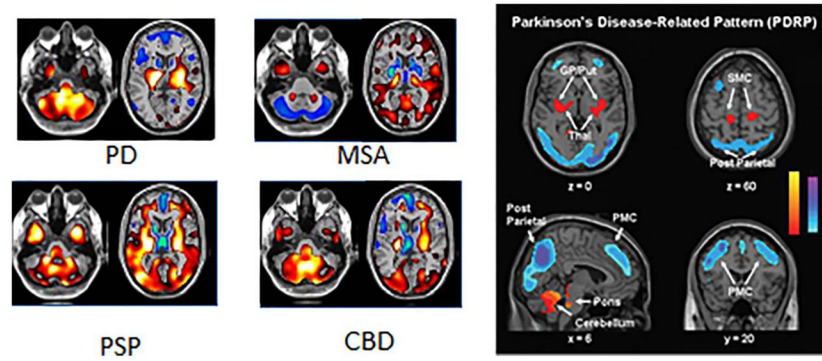 PD
MSA
PSP
CBD
Parkinson's Disease-Related Pattern (PDRP)
GP/Put
Thal
z = 0
SMC
Post Parietal
z = 60
Post
Parietal
PMC
Pons
Cerebellum
x = 6
PMC
y = 20